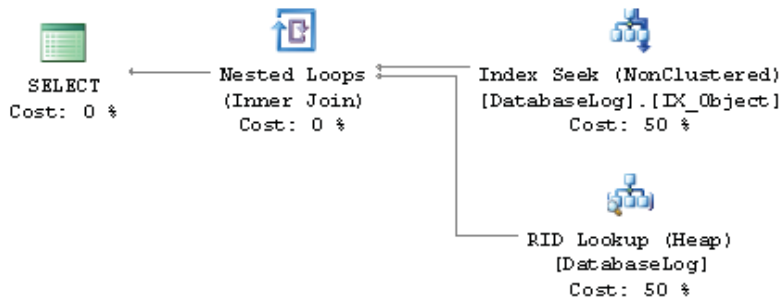 SELECT
Cost: 0 %
Nested Loops
(Inner Join)
Cost: 0 %
Index Seek (NonClustered)
[DatabaseLog].[IX_Object]
Cost: 50 %
RID Lookup (Heap)
[DatabaseLog]
Cost: 50 %